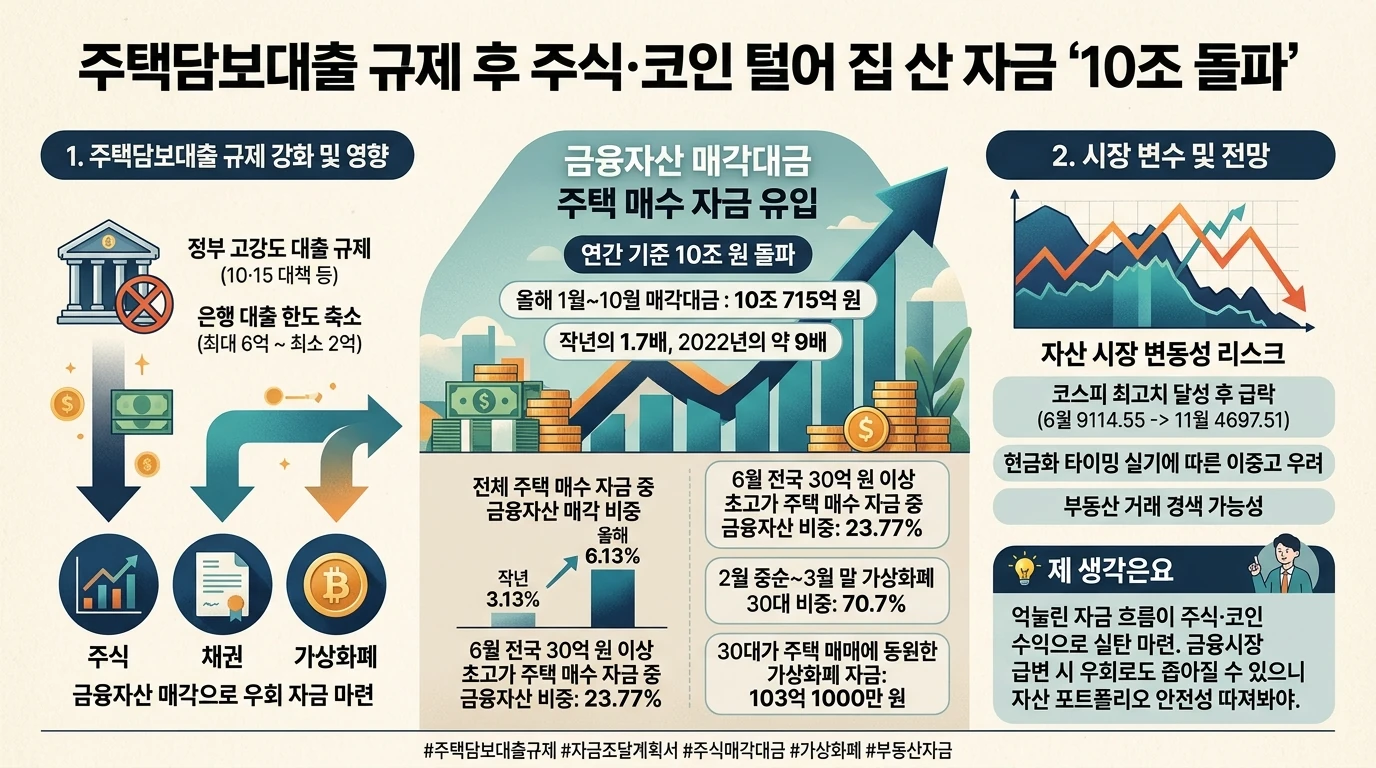 주택담보대출 규제 후 주식·코인 털어 집 산 자금 ‘10조 돌파’
1. 주택담보대출 규제 강화 및 영향
정부 고강도 대출 규제
(10·15 대책 등)
은행 대출 한도 축소
(최대 6억 ~ 최소 2억)
주식
채권
가상화폐
금융자산 매각으로 우회 자금 마련
금융자산 매각대금
주택 매수 자금 유입
연간 기준 10조 원 돌파
올해 1월~10월 매각대금 : 10조 715억 원
작년의 1.7배, 2022년의 약 9배
전체 주택 매수 자금 중
금융자산 매각 비중
작년
3.13%
올해
6.13%
6월 전국 30억 원 이상
초고가 주택 매수 자금 중
금융자산 비중: 23.77%
6월 전국 30억 원 이상
초고가 주택 매수 자금 중
금융자산 비중: 23.77%
2월 중순~3월 말 가상화폐
30대 비중: 70.7%
30대가 주택 매매에 동원한
가상화폐 자금:
103억 1000만 원
2. 시장 변수 및 전망
자산 시장 변동성 리스크
코스피 최고치 달성 후 급락
(6월 9114.55 -> 11월 4697.51)
현금화 타이밍 실기에 따른 이중고 우려
부동산 거래 경색 가능성
제 생각은요
억눌린 자금 흐름이 주식·코인
수익으로 실탄 마련. 금융시장
급변 시 우회로도 좁아질 수 있으니
자산 포트폴리오 안전성 따져봐야.
#주택담보대출규제 #자금조달계획서 #주식매각대금 #가상화폐 #부동산자금